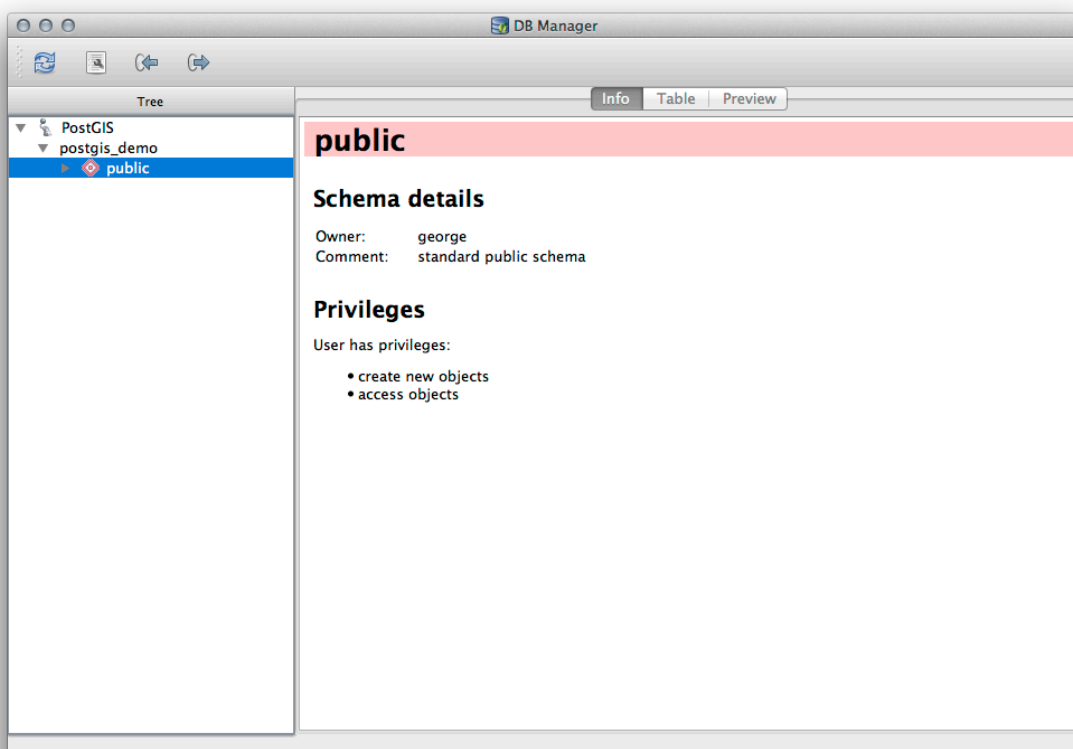 DB Manager
Tree
Info Table Preview
PostGIS
postgis_demo
public
public
Schema details
Owner: george
Comment: standard public schema
Privileges
User has privileges:
• create new objects
• access objects